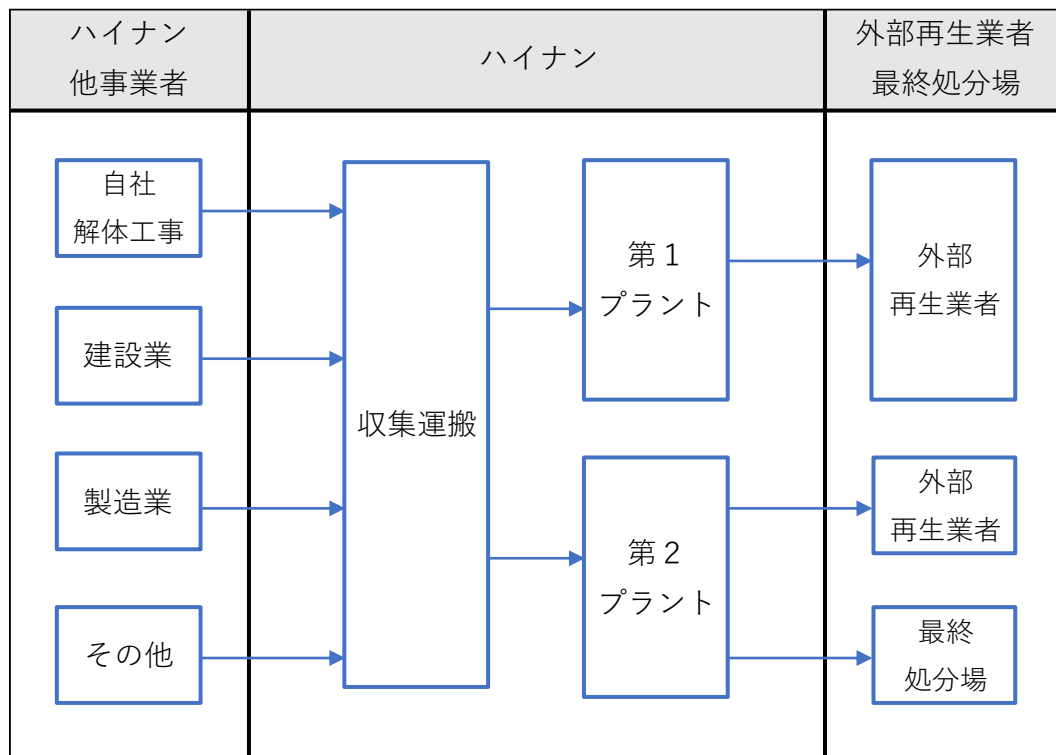 ハイナン
他事業者
ハイナン
外部再生業者
最終処分場
自社
解体工事
建設業
製造業
その他
収集運搬
第１
プラント
第２
プラント
外部
再生業者
外部
再生業者
最終
処分場